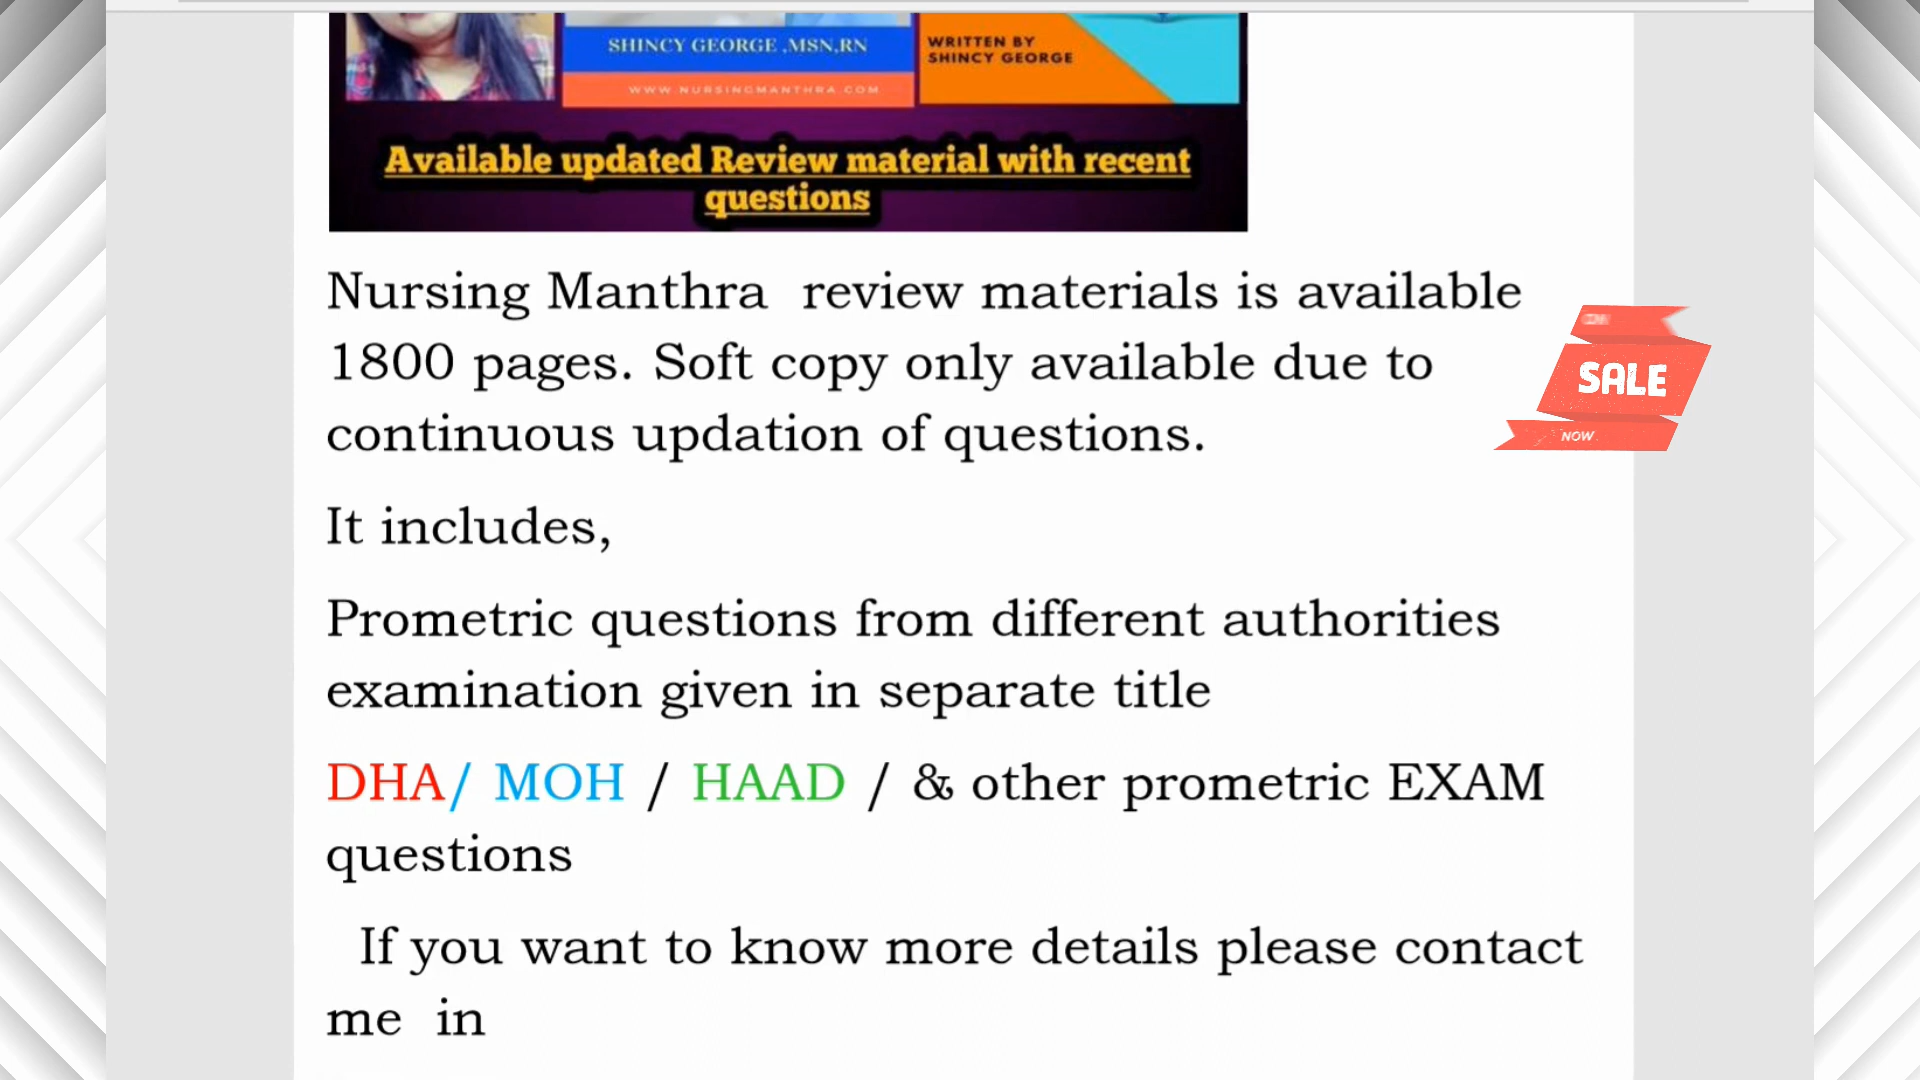 SHINCY GEORGE ,MSN,RN
WWW.NURSINGMANTHRA.COM
WRITTEN BY
SHINCY GEORGE
Available updated Review material with recent
questions
Nursing Manthra review materials is available
1800 pages. Soft copy only available due to
continuous updation of questions.
SALE
NOW
It includes,
Prometric questions from different authorities
examination given in separate title
DHA/ MOH / HAAD / & other prometric EXAM
questions
If you want to know more details please contact
me in